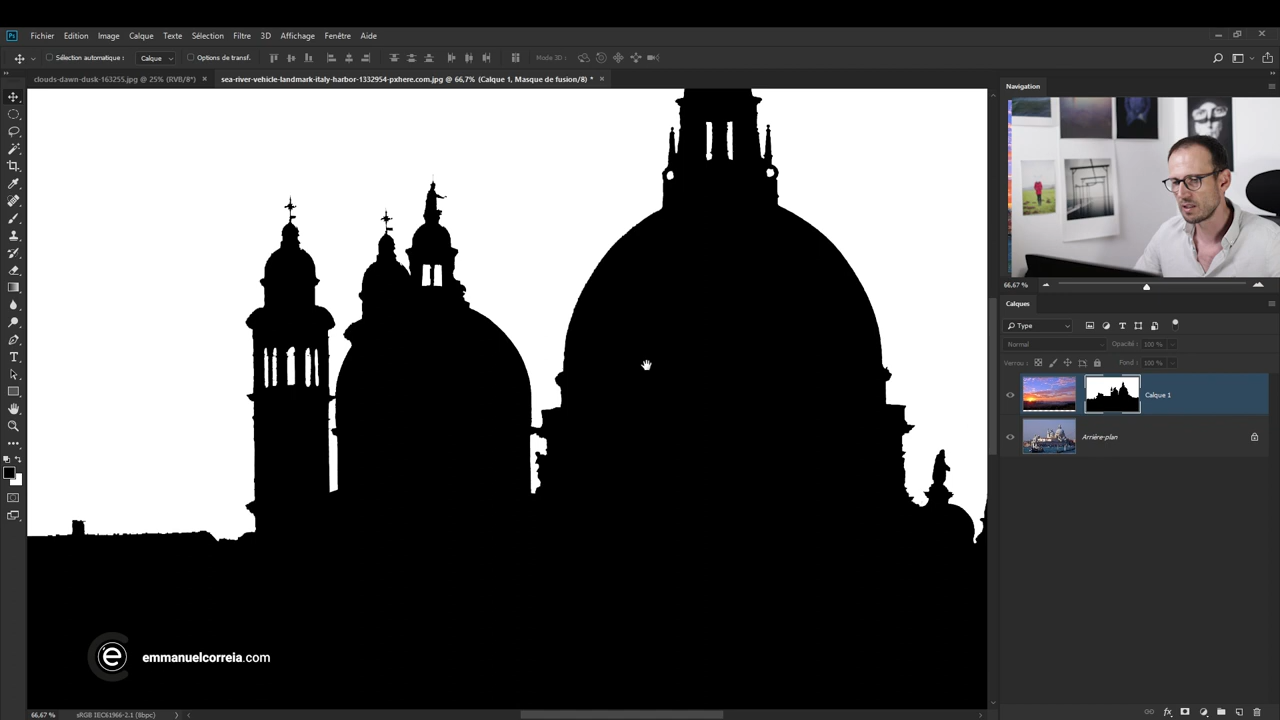 Ps Fichier Edition Image Calque Texte Sélection Filtre 3D Affichage Fenêtre Aide
Sélection automatique : Calque Options de transf. Mode 3D :
clouds-dawn-dusk-163255.jpg @ 25% (RVB/8*) × sea-river-vehicle-landmark-italy-harbor-1332954-pxhere.com.jpg @ 66,7% (Calque 1, Masque de fusion/8) * ×
Navigation
66,67 %
Calques
Type
Normal Opacité : 100 %
Verrou : Fond : 100 %
Calque 1
Arrière-plan
e emmanuelcorreia.com
66,67 % sRGB IEC61966-2.1 (8bpc)